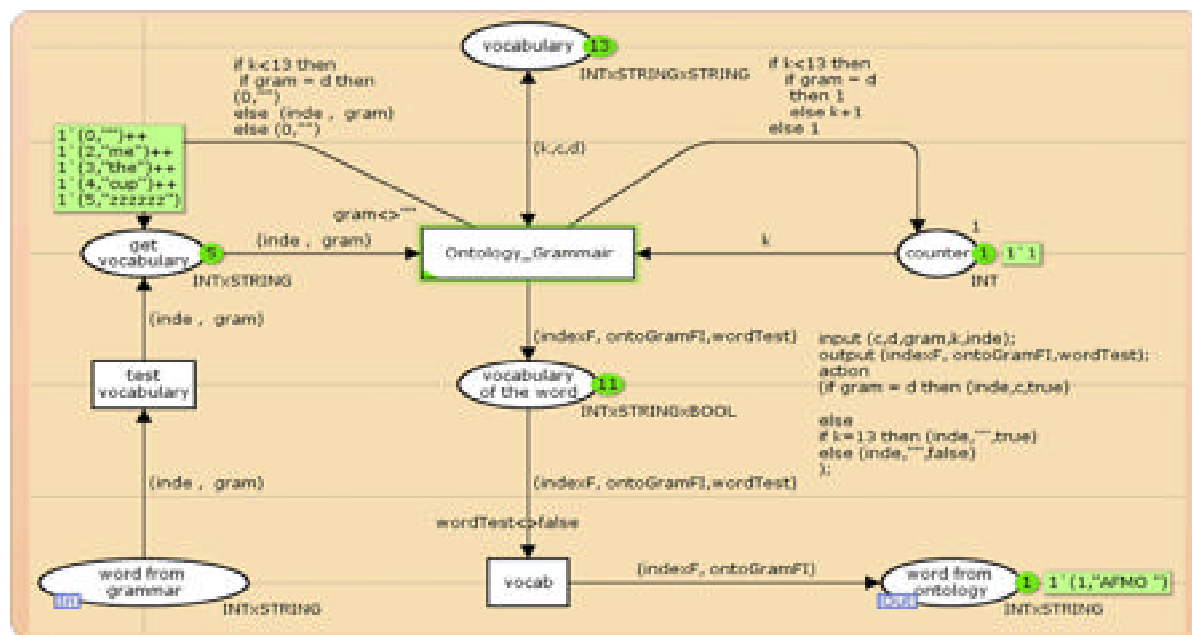 vocabulary
13
INTxSTRINGxSTRING
if k<13 then
if gram = d then
(0,"")
else (inde , gram)
else (0,"")
if k<13 then
if gram = d
then 1
else k+1
else 1
1`(0,"")++
1`(2,"me")++
1`(3,"the")++
1`(4,"cup")++
1`(5,"zzzzzz")
(k,c,d)
gram<>""
get
vocabulary
5
INTxSTRING
(inde , gram)
Ontology_Grammair
k
1
counter
1
1`1
INT
(inde , gram)
(indexF, ontoGramFI,wordTest)
input (c,d,gram,k,inde);
output (indexF, ontoGramFI,wordTest);
action
(if gram = d then (inde,c,true)
else
if k=13 then (inde,"",true)
else (inde,"",false)
);
test
vocabulary
vocabulary
of the word
11
INTxSTRINGxBOOL
(inde , gram)
(indexF, ontoGramFI,wordTest)
wordTest<>false
word from
grammar
INTxSTRING
vocab
(indexF, ontoGramFI)
word from
ontology
1
1`(1,"AFMO ")
INTxSTRING